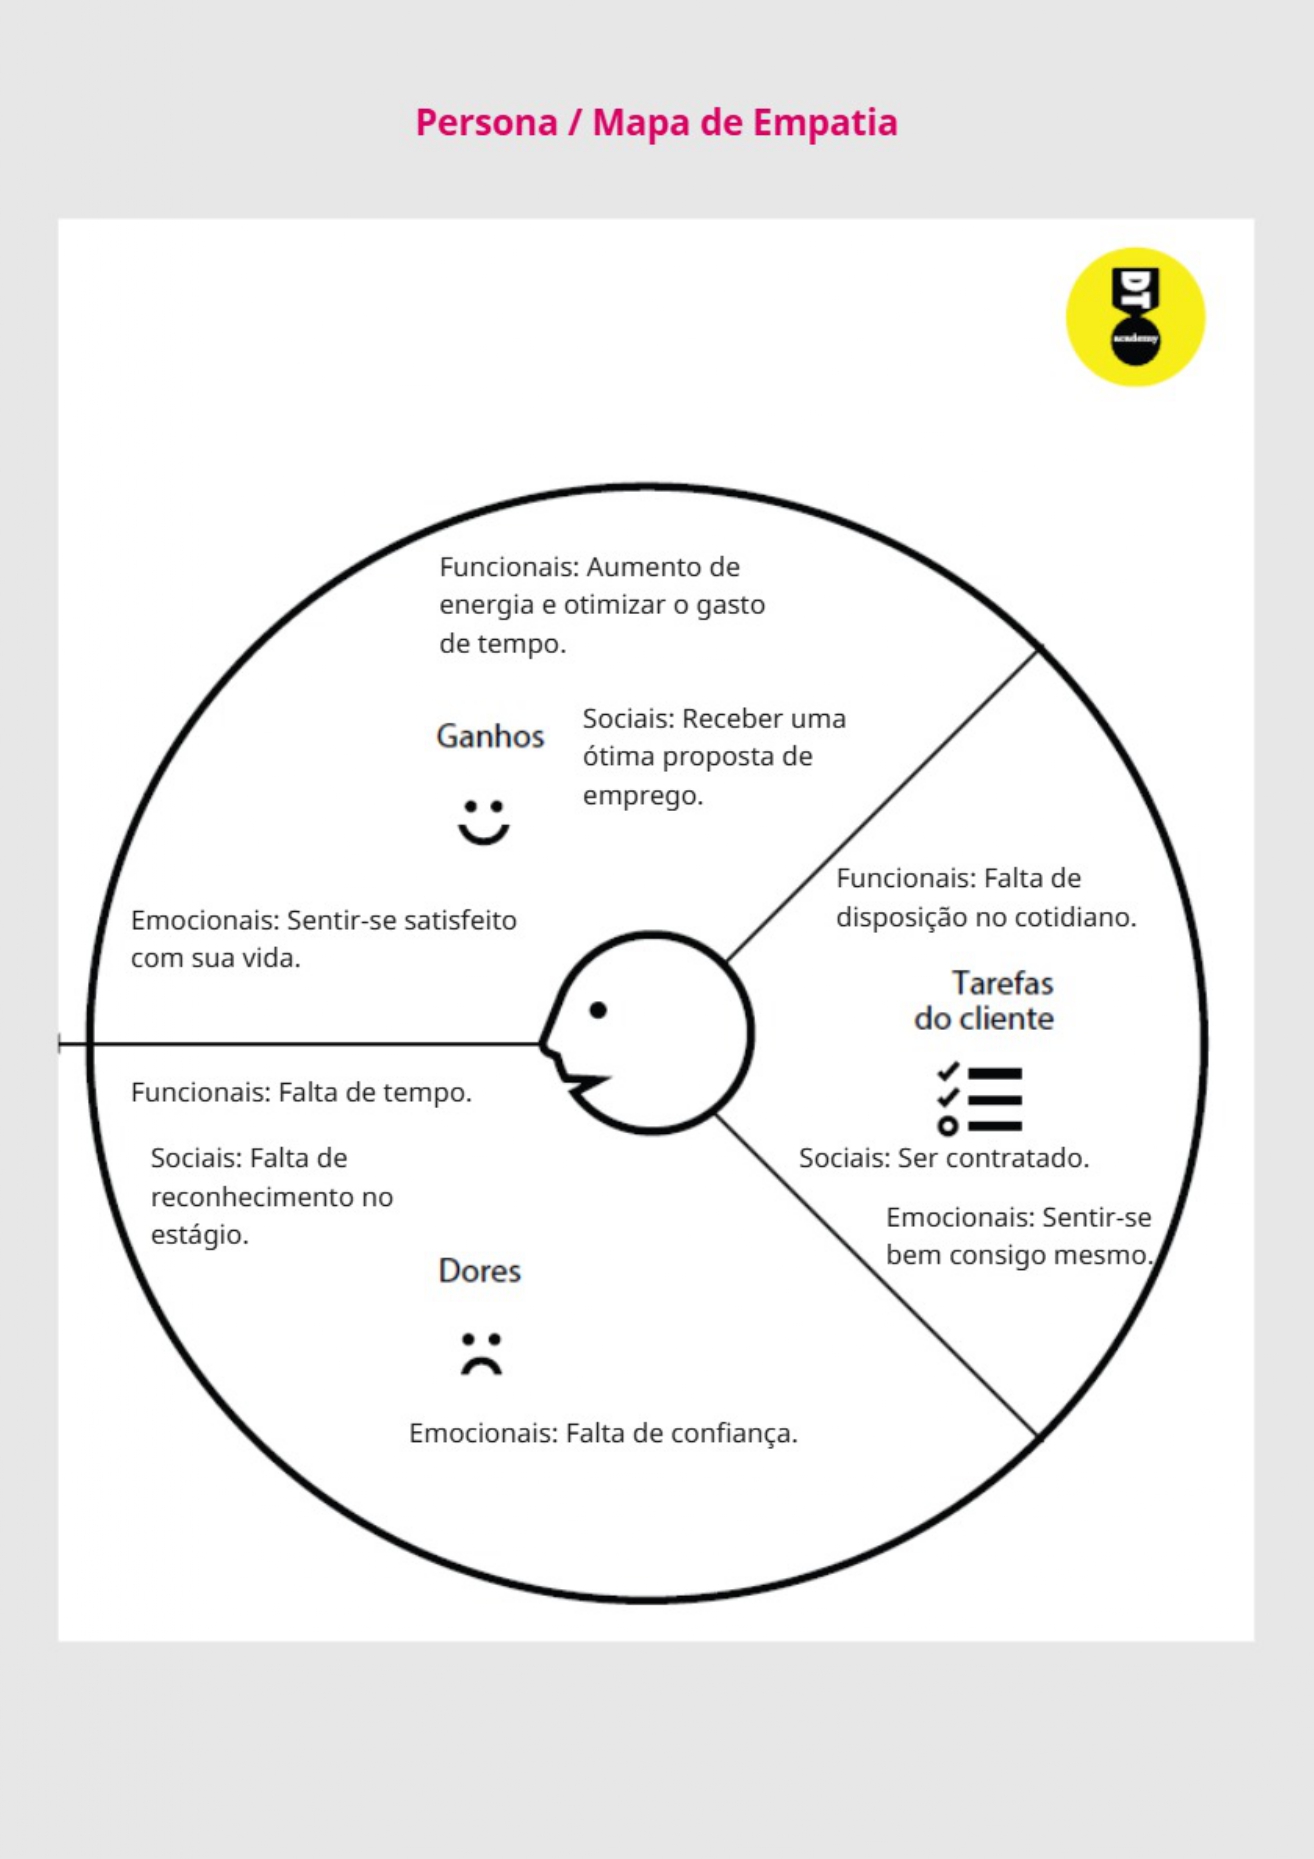 Persona / Mapa de Empatia
DT
academy
Funcionais: Aumento de
energia e otimizar o gasto
de tempo.
Ganhos
Sociais: Receber uma
ótima proposta de
emprego.
Emocionais: Sentir-se satisfeito
com sua vida.
Funcionais: Falta de
disposição no cotidiano.
Tarefas
do cliente
Sociais: Ser contratado.
Emocionais: Sentir-se
bem consigo mesmo.
Funcionais: Falta de tempo.
Sociais: Falta de
reconhecimento no
estágio.
Dores
Emocionais: Falta de confiança.